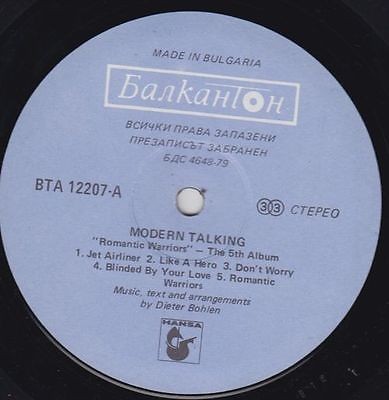 MADE IN BULGARIA
Балкантон
ВСИЧКИ ПРАВА ЗАПАЗЕНИ
ПРЕЗАПИСЪТ ЗАБРАНЕН
БДС 4648-79
ВТА 12207-А
33 СТЕРЕО
MODERN TALKING
"Romantic Warriors" — The 5th Album
1. Jet Airliner 2. Like A Hero 3. Don't Worry
4. Blinded By Your Love 5. Romantic
Warriors
Music, text and arrangements
by Dieter Bohlen
HANSA